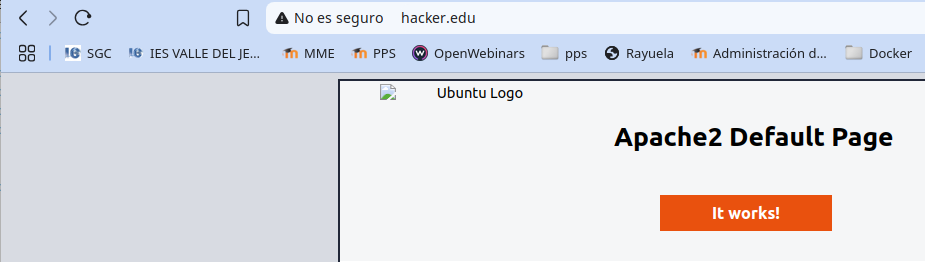 No es seguro hacker.edu
SGC IES VALLE DEL JE... MME PPS OpenWebinars pps Rayuela Administración d... Docker
Ubuntu Logo
Apache2 Default Page
It works!